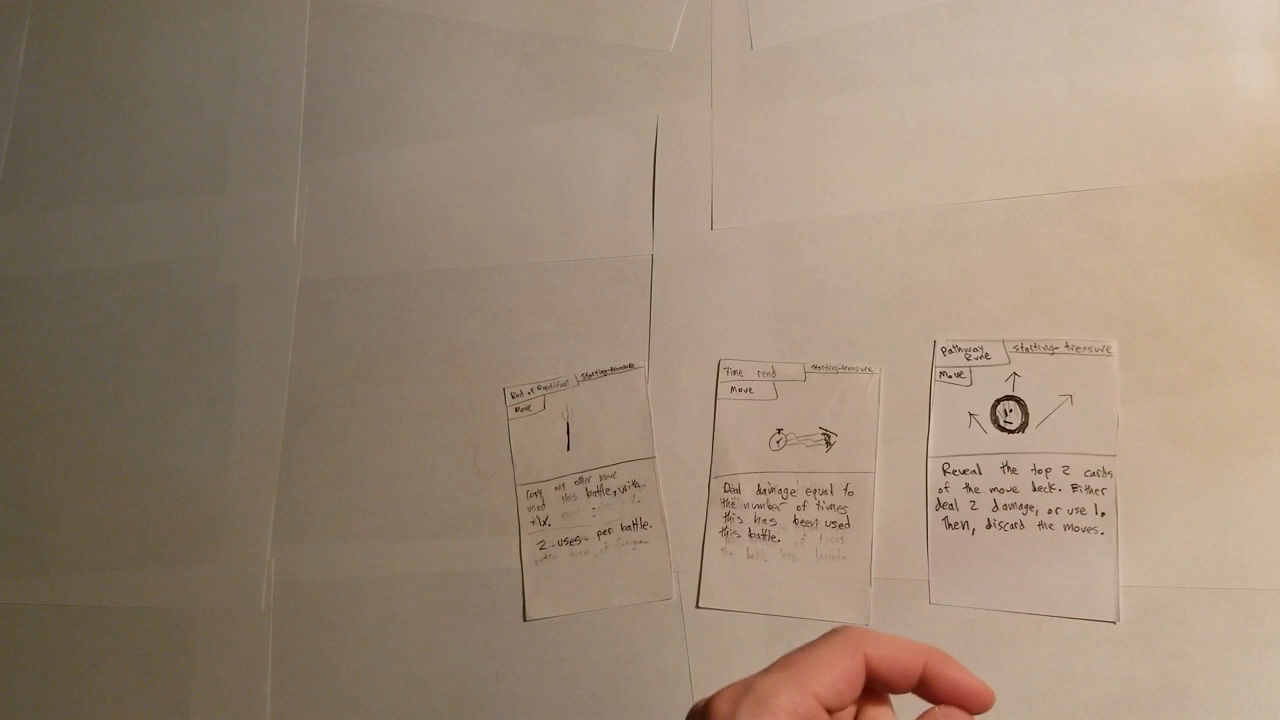 Rod of Repetition
starting-treasure
Move
Copy any other move
used this battle, with
+1x.
2 uses per battle.
Time rend
starting-treasure
Move
Deal damage equal to
the number of times
this has been used
this battle.
Pathway
Rune
starting-treasure
Move
Reveal the top 2 cards
of the move deck. Either
deal 2 damage, or use 1.
Then, discard the moves.